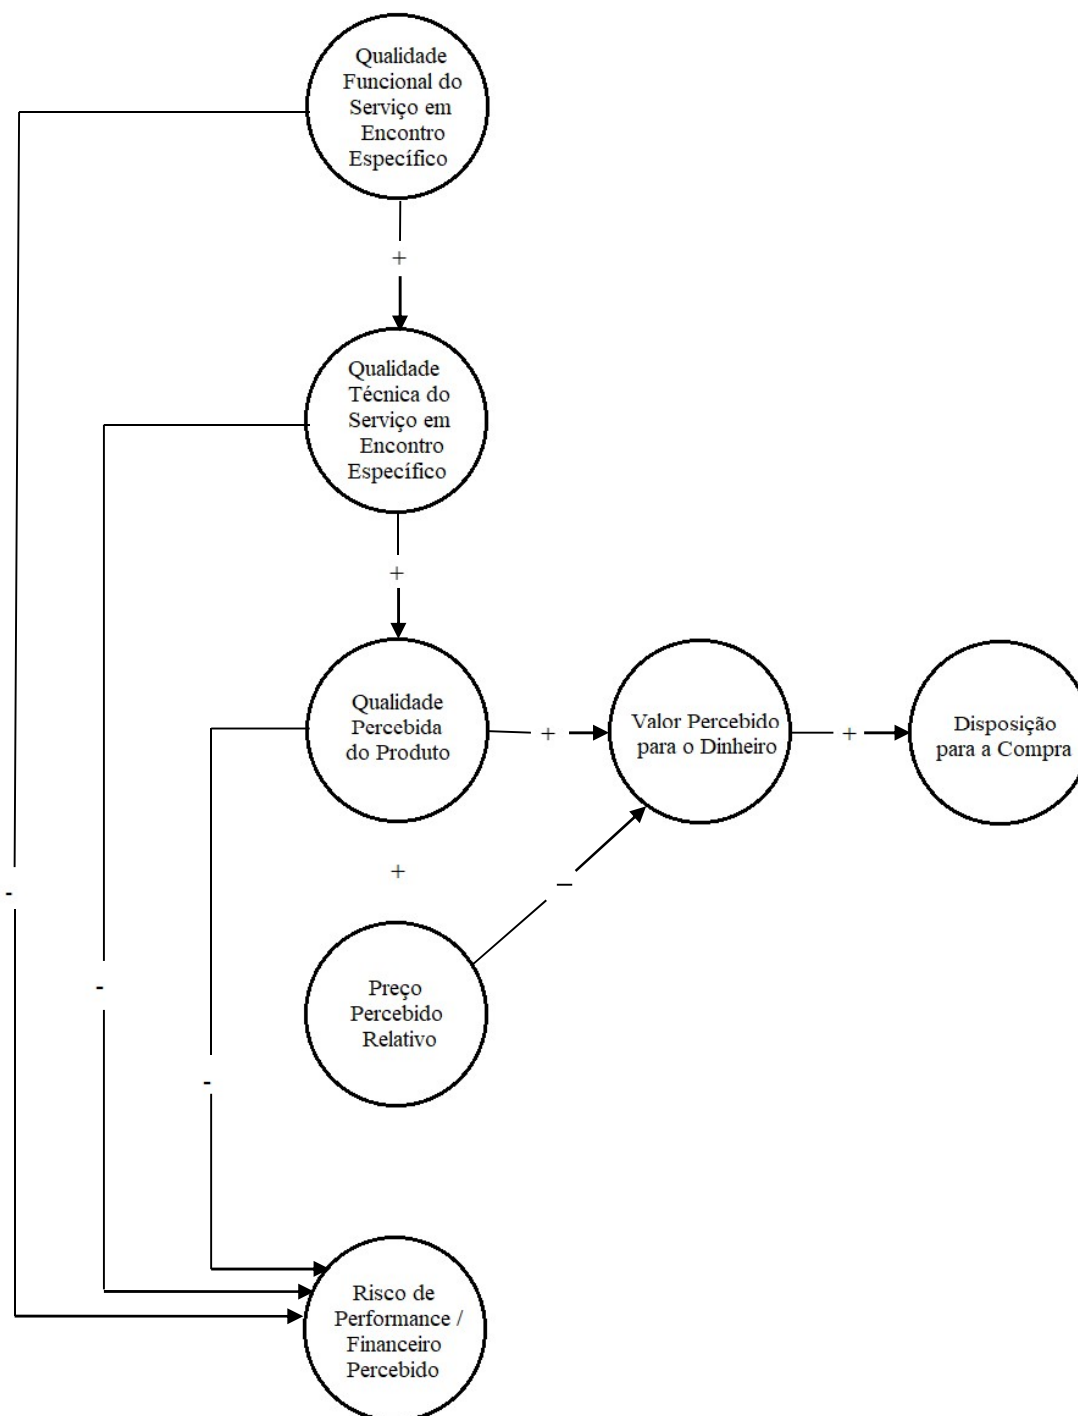 Qualidade
Funcional do
Serviço em
Encontro
Específico
+
Qualidade
Técnica do
Serviço em
Encontro
Específico
+
Qualidade
Percebida
do Produto
+
Valor Percebido
para o Dinheiro
+
Disposição
para a Compra
+
–
-
Preço
Percebido
Relativo
-
-
Risco de
Performance /
Financeiro
Percebido